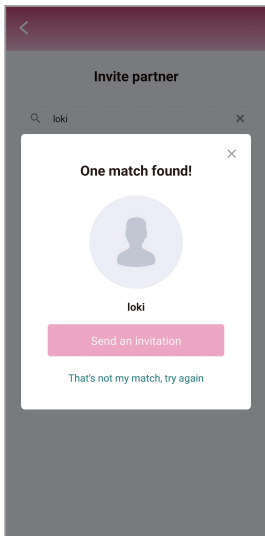 Invite partner
loki
One match found!
loki
Send an invitation
That's not my match, try again